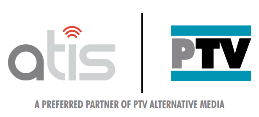 atis
PTV
A PREFERRED PARTNER OF PTV ALTERNATIVE MEDIA